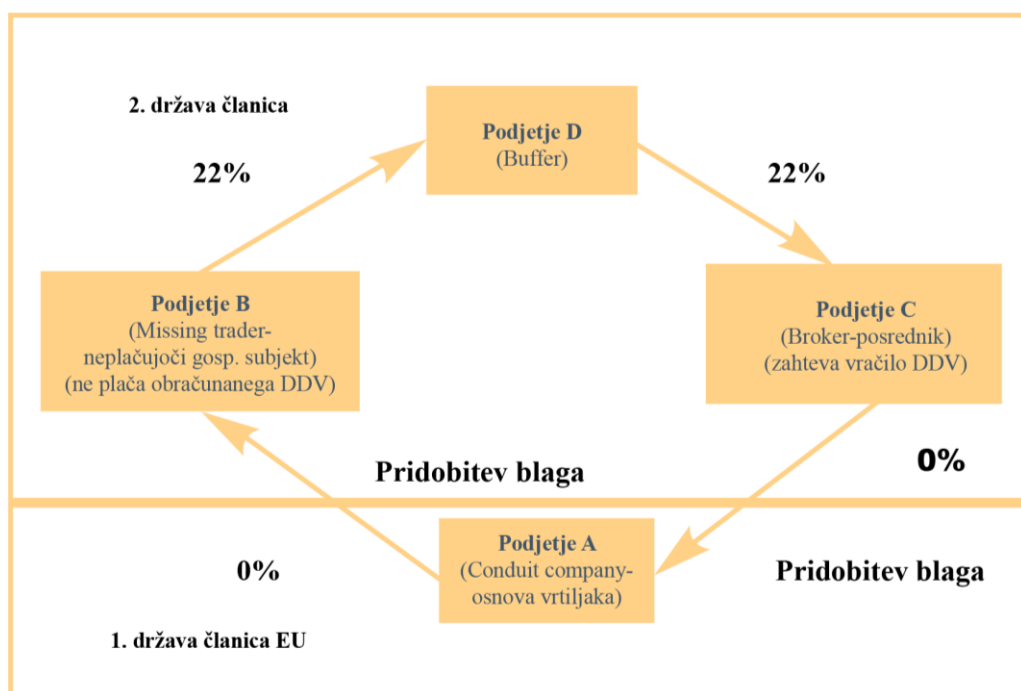 2. država članica
22%
Podjetje D
(Buffer)
22%
Podjetje B
(Missing trader-
neplačujoči gosp. subjekt)
(ne plača obračunanega DDV)
Podjetje C
(Broker-posrednik)
(zahteva vračilo DDV)
Pridobitev blaga
0%
0%
Podjetje A
(Conduit company-
osnova vrtiljaka)
Pridobitev blaga
1. država članica EU